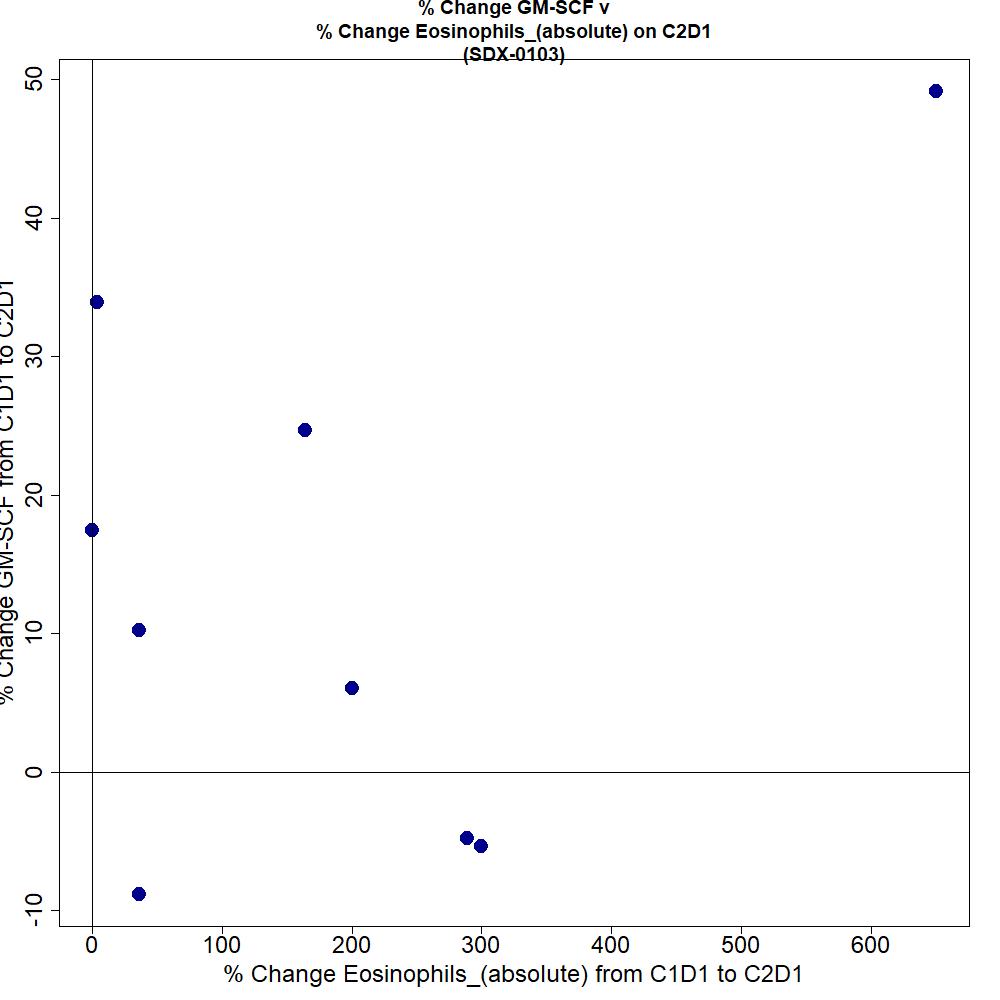 % Change GM-SCF v
% Change Eosinophils_(absolute) on C2D1
(SDX-0103)
% Change GM-SCF from C1D1 to C2D1
50
40
30
20
10
0
-10
0 100 200 300 400 500 600
% Change Eosinophils_(absolute) from C1D1 to C2D1